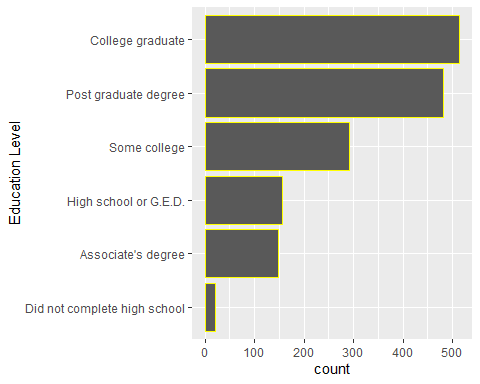 College graduate
Post graduate degree
Some college
High school or G.E.D.
Associate's degree
Did not complete high school
Education Level
0 100 200 300 400 500
count